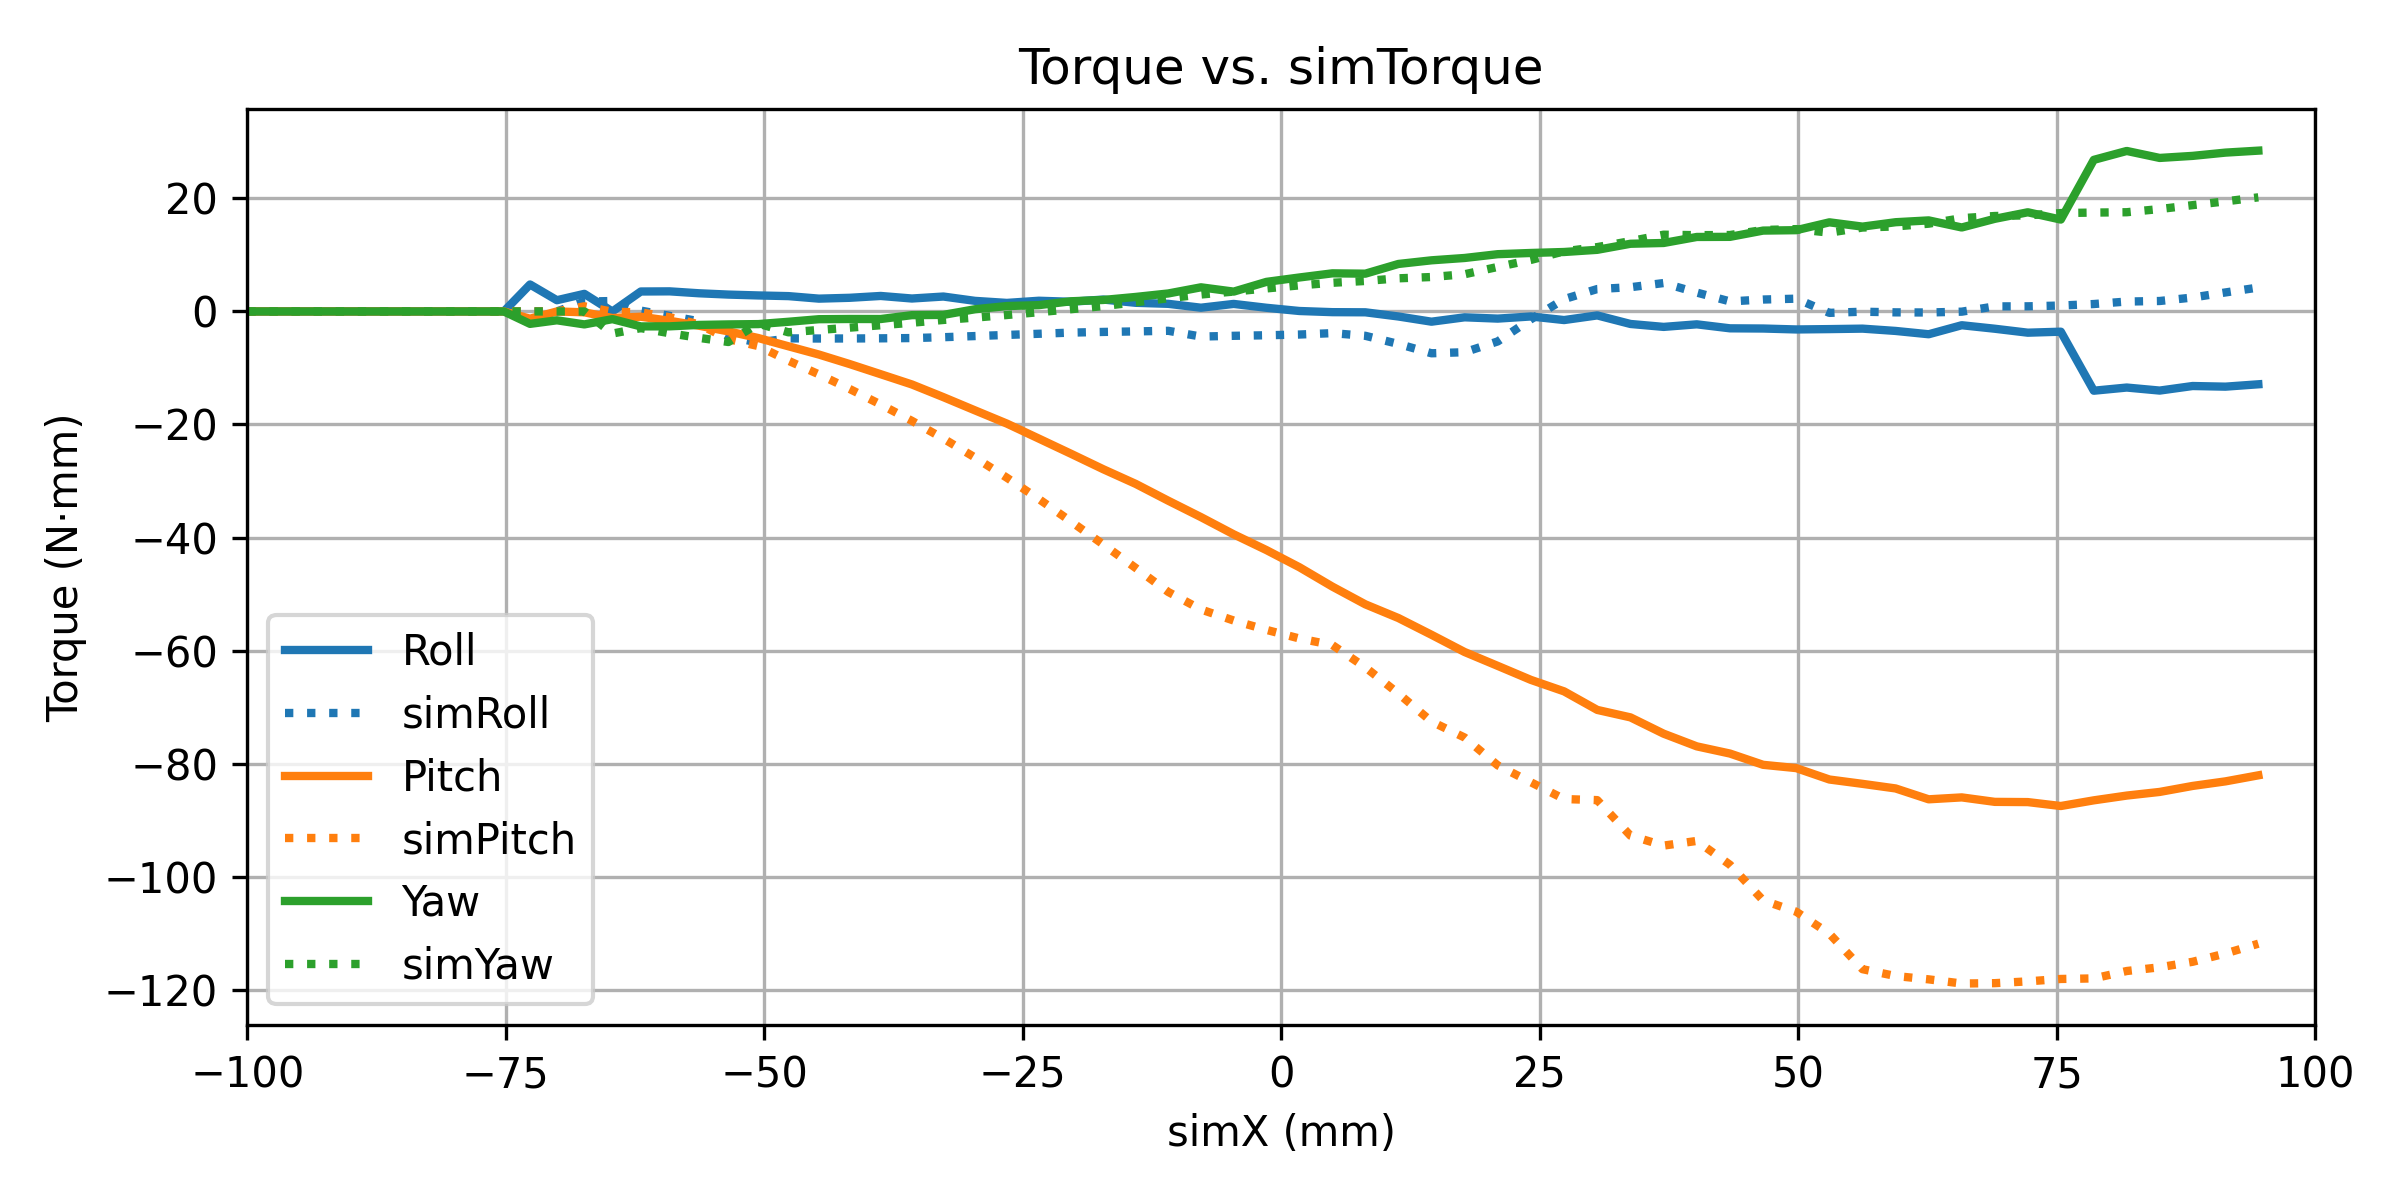 Torque vs. simTorque
Torque (N·mm)
20
0
−20
−40
−60
−80
−100
−120
Roll
simRoll
Pitch
simPitch
Yaw
simYaw
−100 −75 −50 −25 0 25 50 75 100
simX (mm)